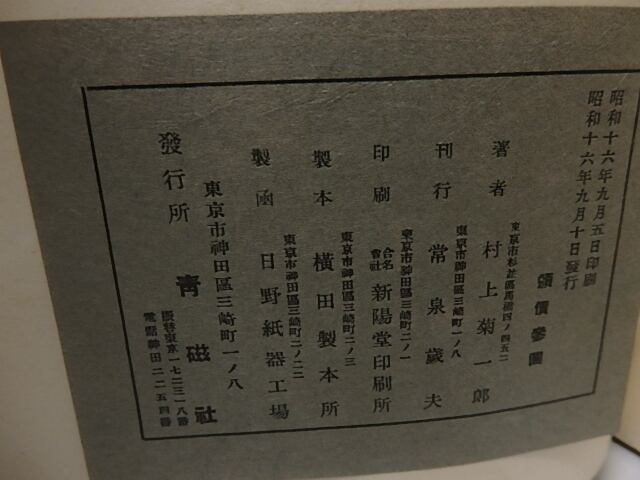 昭和十六年九月五日印刷
昭和十六年九月十日發行
頒價參圓
東京市杉並區馬橋四ノ四五二
著者 村上菊一郎
東京市神田區三崎町一ノ八
刊行 常泉歲夫
東京市神田區三崎町二ノ一
印刷 合名會社 新陽堂印刷所
東京市神田區三崎町二ノ三
製本 橫田製本所
東京市神田區三崎町二ノ二二
製函 日野紙器工場
東京市神田區三崎町一ノ八
發行所 靑磁社
振替東京一七二三一八番
電話神田二二五四番